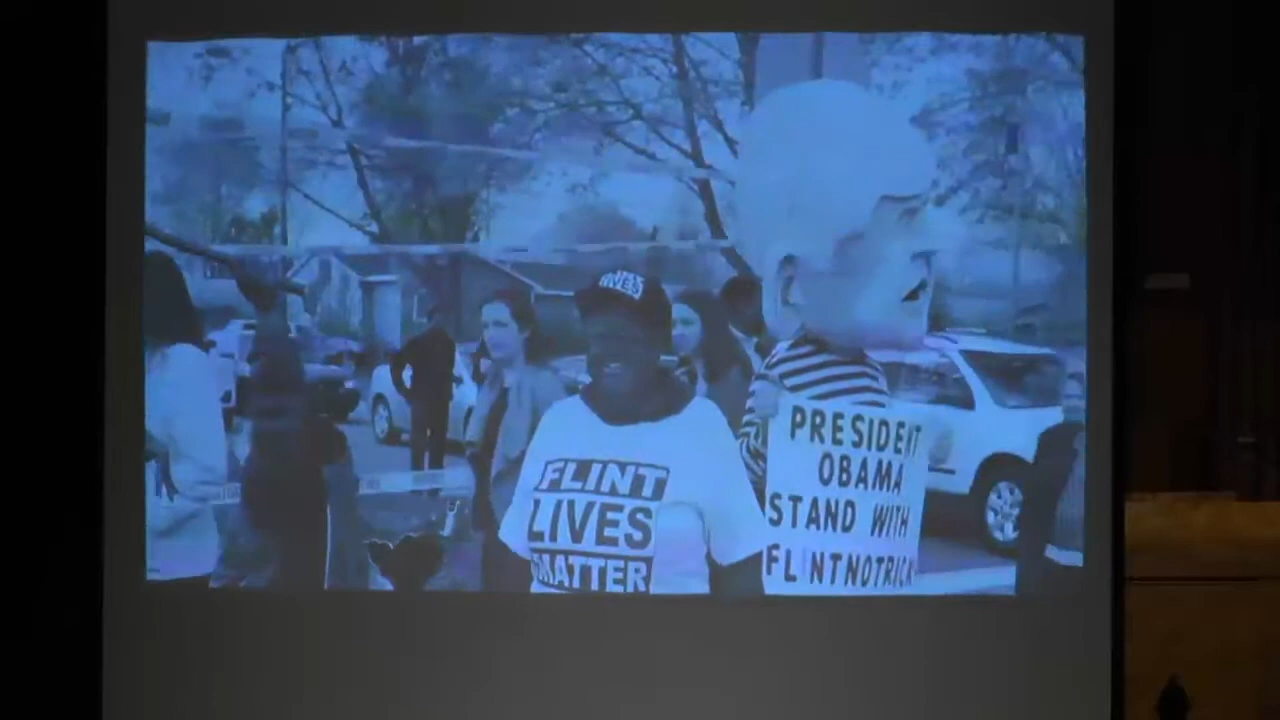 LIVES
FLINT
LIVES
MATTER
PRESIDENT
OBAMA
STAND WITH
FLINTNOTRICK